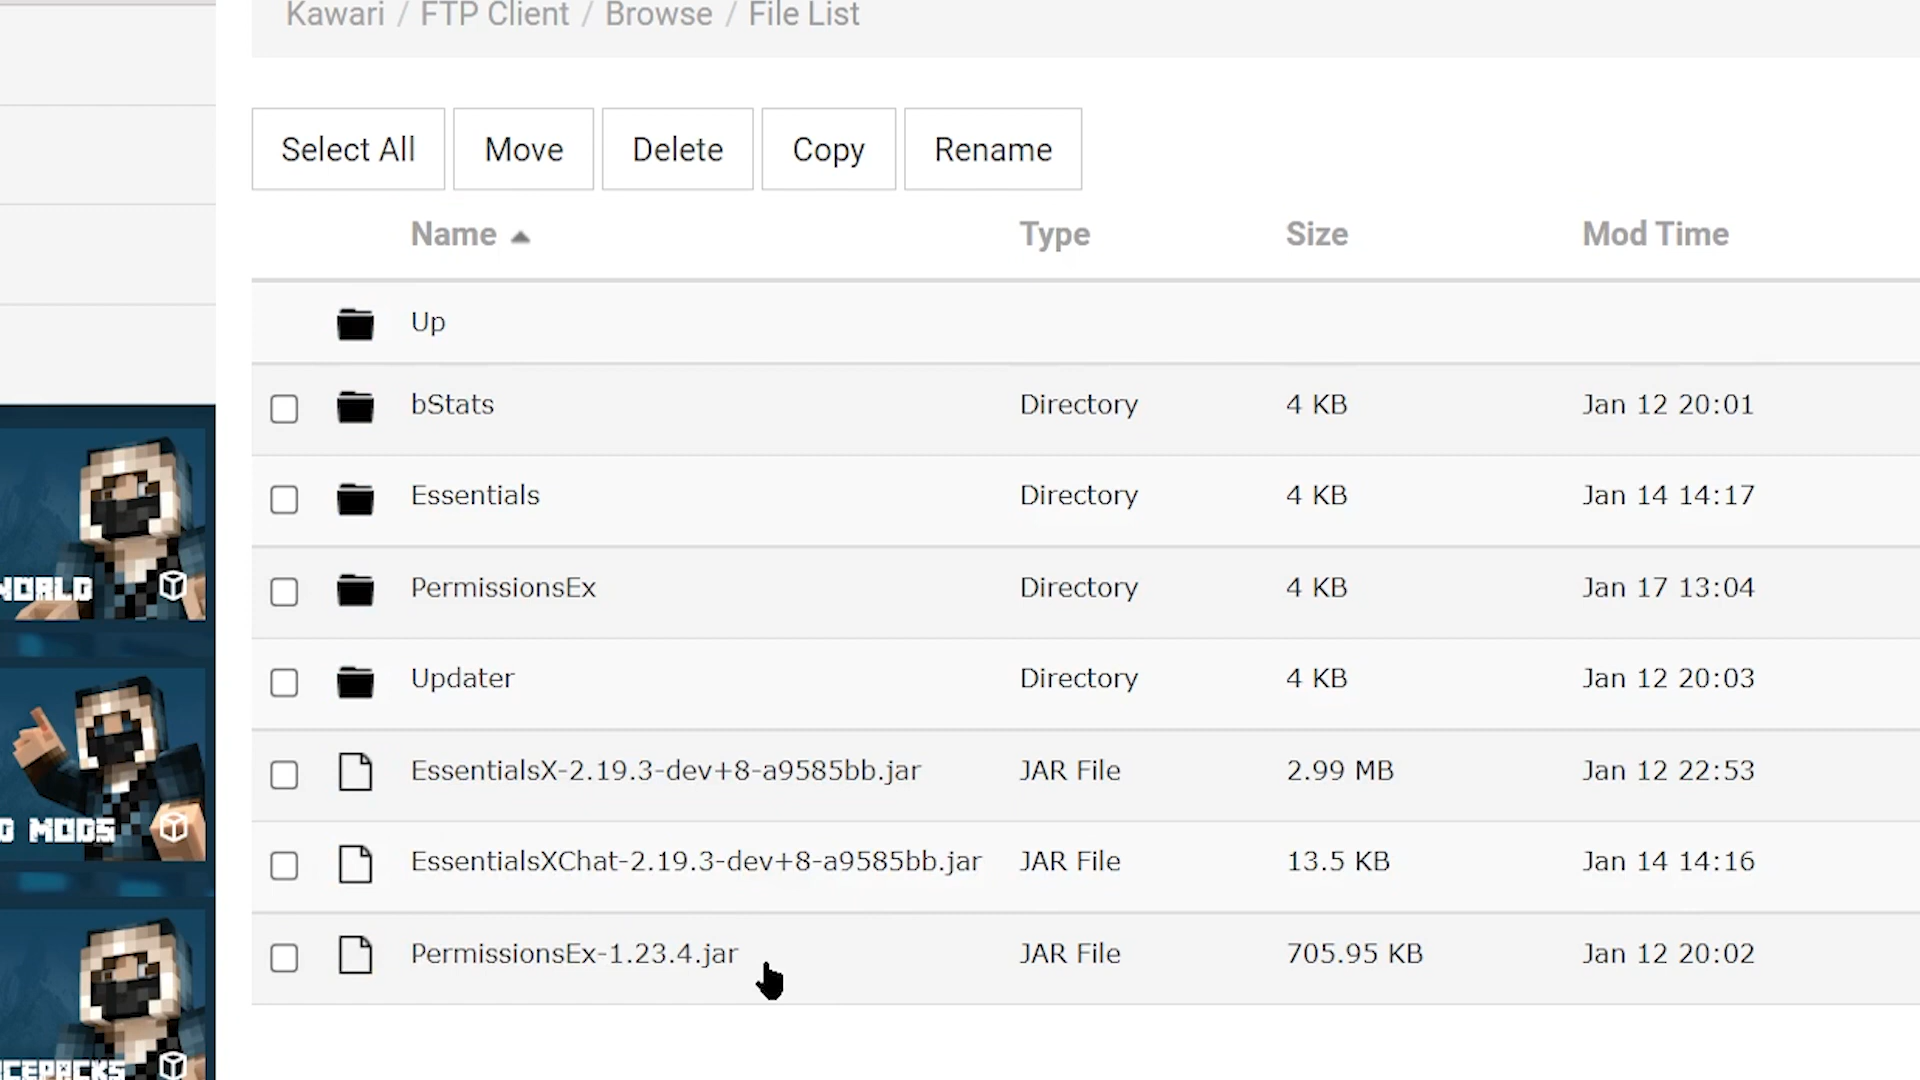 Kawari / FTP Client / Browse / File List
Select All Move Delete Copy Rename
Name Type Size Mod Time
Up
bStats Directory 4 KB Jan 12 20:01
Essentials Directory 4 KB Jan 14 14:17
PermissionsEx Directory 4 KB Jan 17 13:04
Updater Directory 4 KB Jan 12 20:03
EssentialsX-2.19.3-dev+8-a9585bb.jar JAR File 2.99 MB Jan 12 22:53
EssentialsXChat-2.19.3-dev+8-a9585bb.jar JAR File 13.5 KB Jan 14 14:16
PermissionsEx-1.23.4.jar JAR File 705.95 KB Jan 12 20:02
MODS